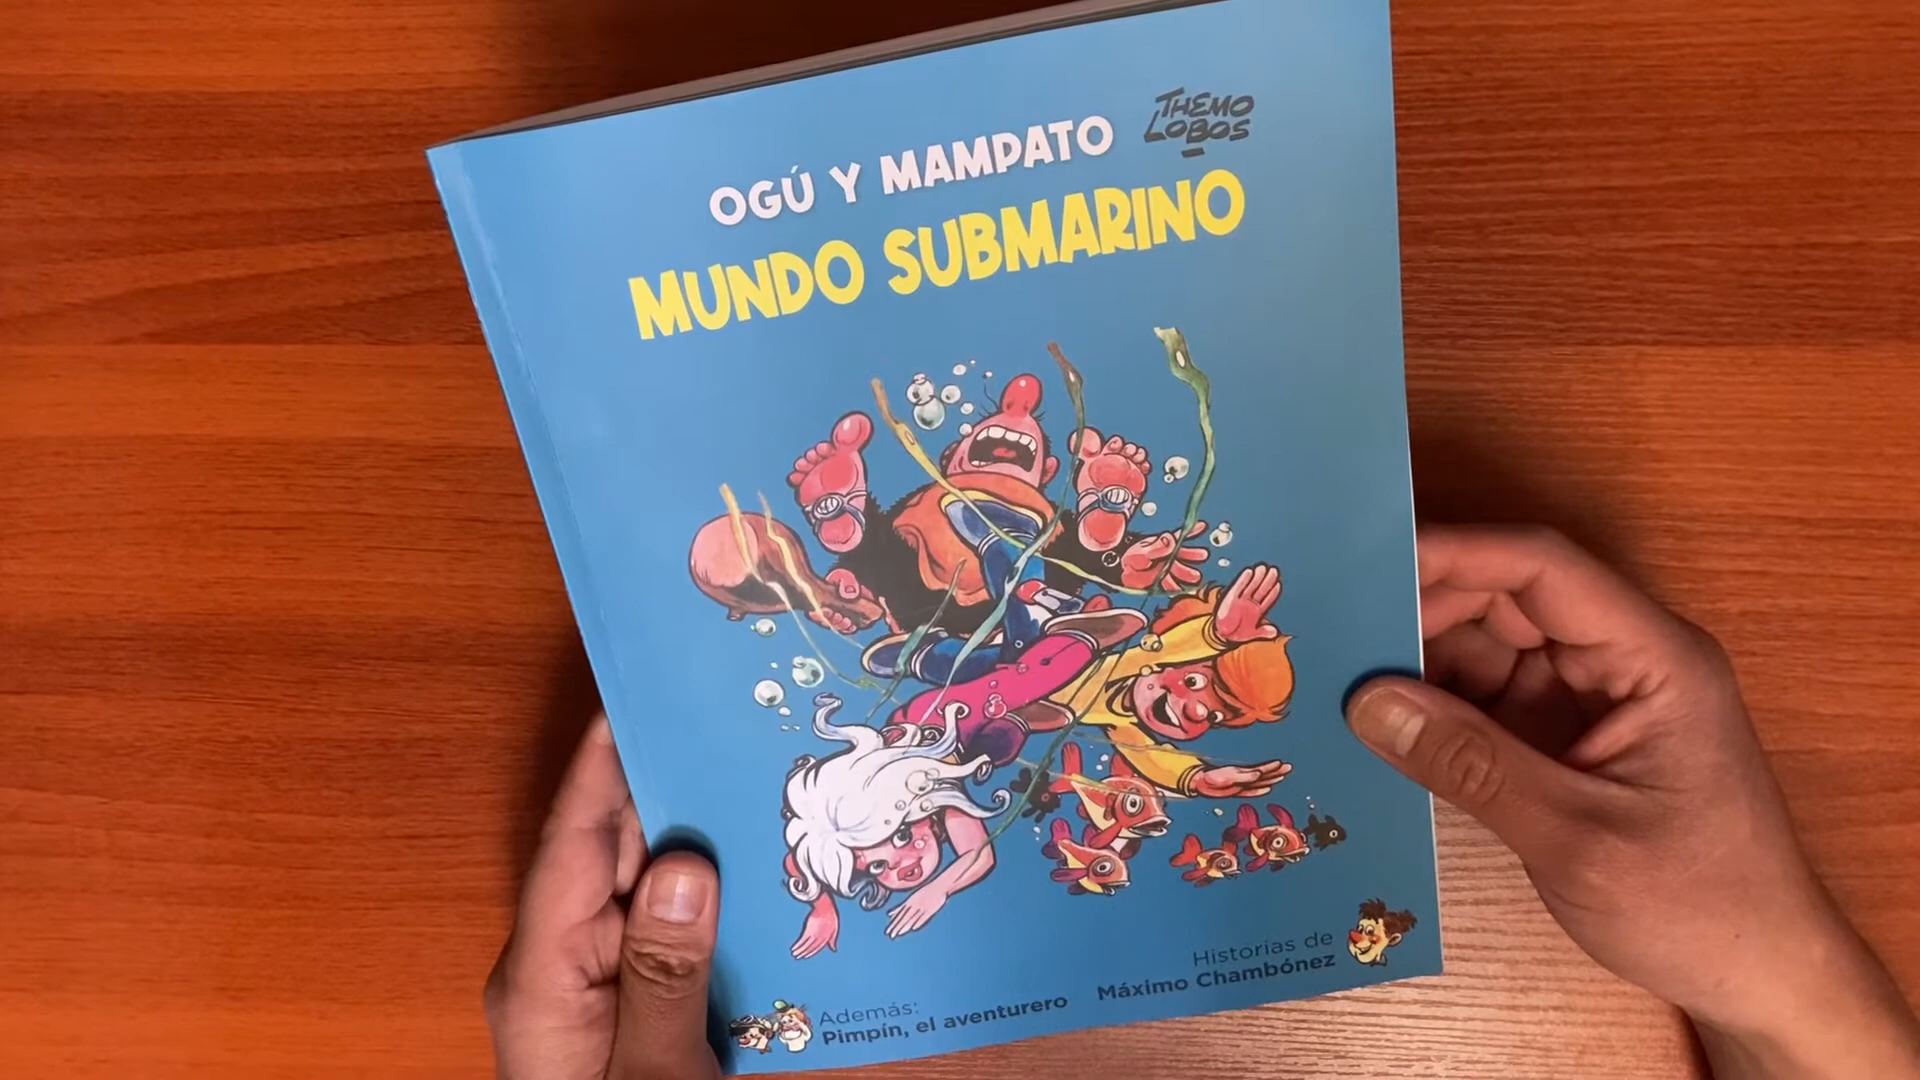 OGÚ Y MAMPATO
THEMO
LOBOS
MUNDO SUBMARINO
Historias de
Máximo Chambónez
Además:
Pimpín, el aventurero